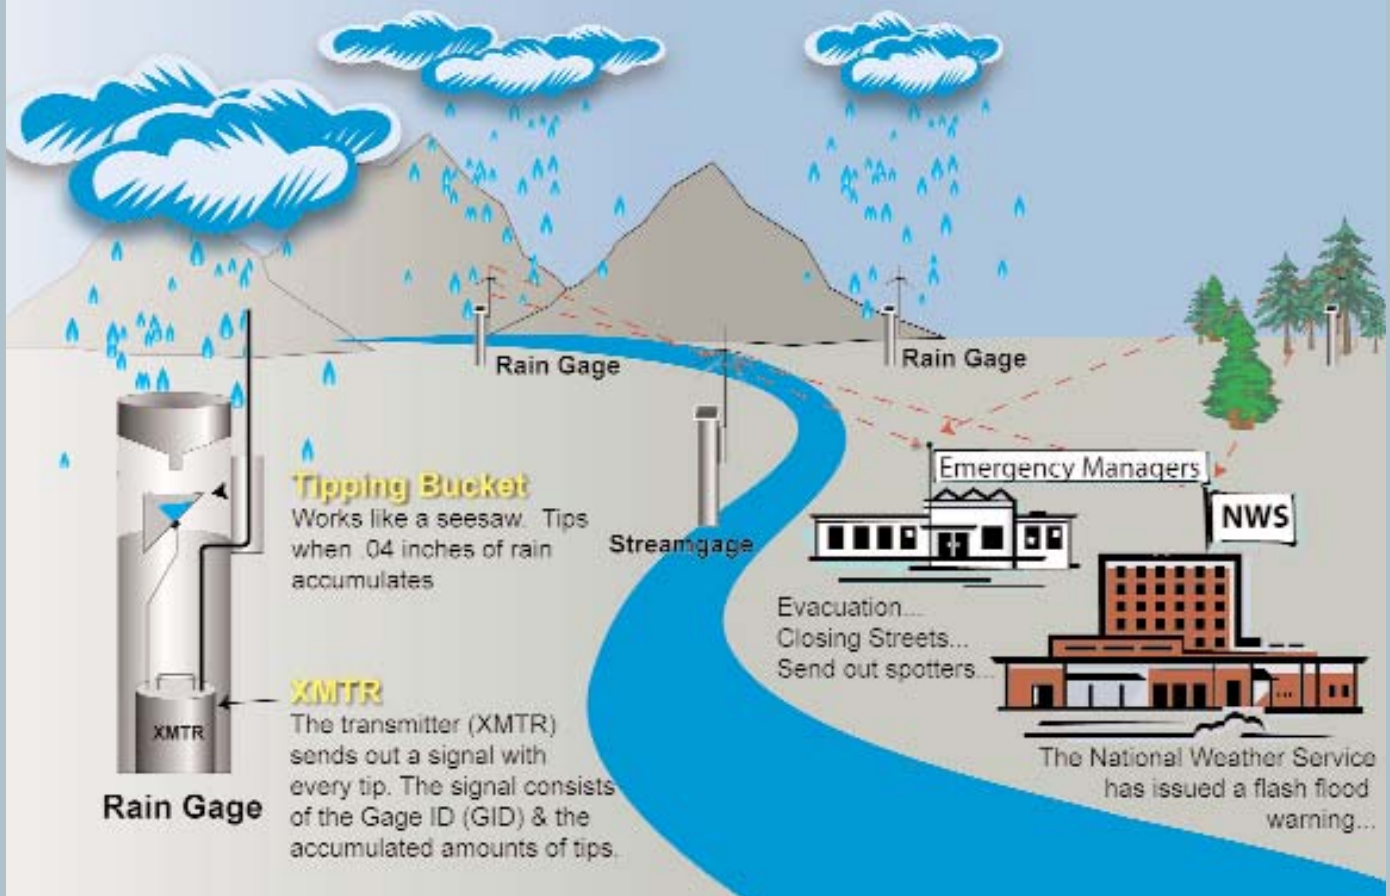 Rain Gage
Rain Gage
Streamgage
Tipping Bucket
Works like a seesaw. Tips
when .04 inches of rain
accumulates
XMTR
The transmitter (XMTR)
sends out a signal with
every tip. The signal consists
of the Gage ID (GID) & the
accumulated amounts of tips.
XMTR
Rain Gage
Emergency Managers
Evacuation...
Closing Streets...
Send out spotters...
NWS
The National Weather Service
has issued a flash flood
warning...